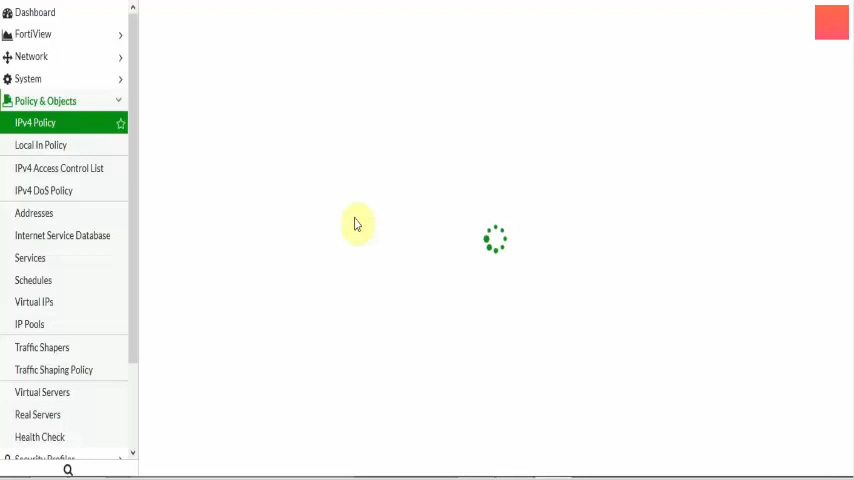 Dashboard
FortiView
Network
System
Policy & Objects
IPv4 Policy
Local In Policy
IPv4 Access Control List
IPv4 DoS Policy
Addresses
Internet Service Database
Services
Schedules
Virtual IPs
IP Pools
Traffic Shapers
Traffic Shaping Policy
Virtual Servers
Real Servers
Health Check
Security Profiles